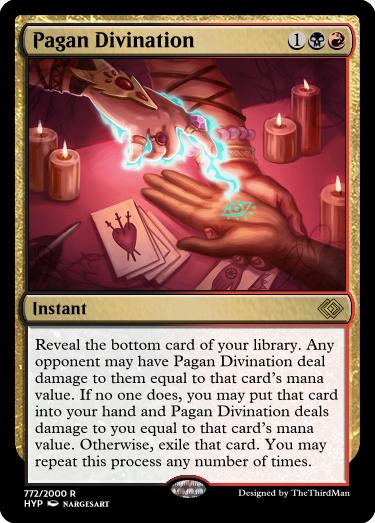 Pagan Divination 1
Instant
Reveal the bottom card of your library. Any
opponent may have Pagan Divination deal
damage to them equal to that card's mana
value. If no one does, you may put that card
into your hand and Pagan Divination deals
damage to you equal to that card's mana
value. Otherwise, exile that card. You may
repeat this process any number of times.
772/2000 R
HYP NARGESART
Designed by TheThirdMan